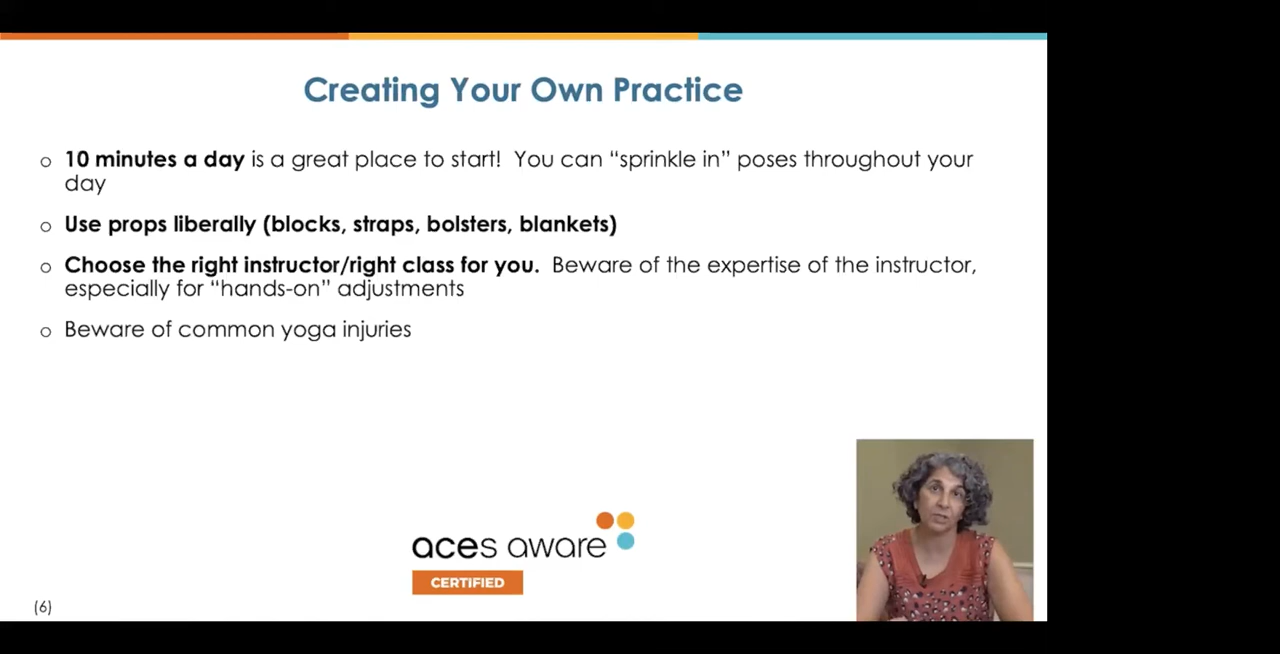 Creating Your Own Practice
○ 10 minutes a day is a great place to start!  You can “sprinkle in” poses throughout your
day
○ Use props liberally (blocks, straps, bolsters, blankets)
○ Choose the right instructor/right class for you.  Beware of the expertise of the instructor,
especially for “hands-on” adjustments
○ Beware of common yoga injuries
aces aware
CERTIFIED
(6)